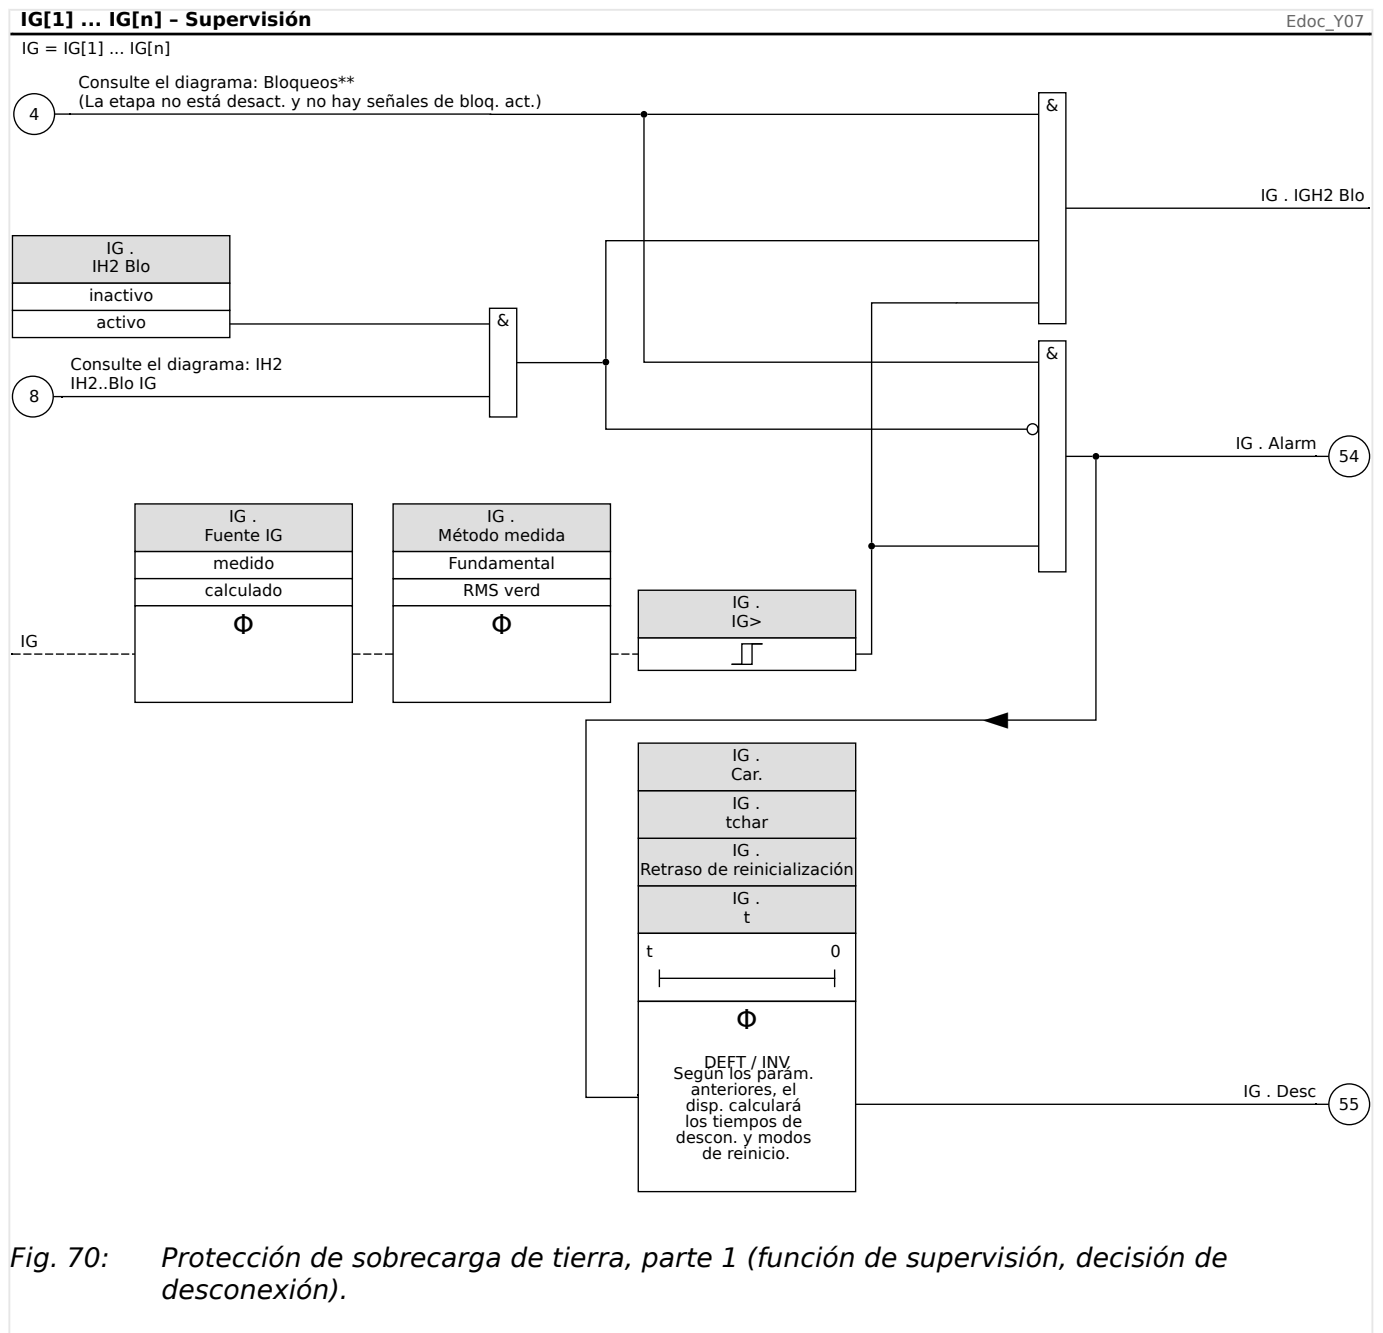 IG[1] ... IG[n] – Supervisión
Edoc_Y07
IG = IG[1] ... IG[n]
Consulte el diagrama: Bloqueos**
(La etapa no está desact. y no hay señales de bloq. act.)
4
&
IG . IGH2 Blo
IG .
IH2 Blo
inactivo
activo
&
Consulte el diagrama: IH2
IH2..Blo IG
8
&
IG . Alarm
54
IG .
Fuente IG
medido
calculado
Φ
IG .
Método medida
Fundamental
RMS verd
Φ
IG .
IG>
IG
IG .
Car.
IG .
tchar
IG .
Retraso de reinicialización
IG .
t
t 0
Φ
DEFT / INV
Según los parám.
anteriores, el
disp. calculará
los tiempos de
descon. y modos
de reinicio.
IG . Desc
55
Fig. 70: Protección de sobrecarga de tierra, parte 1 (función de supervisión, decisión de
desconexión).